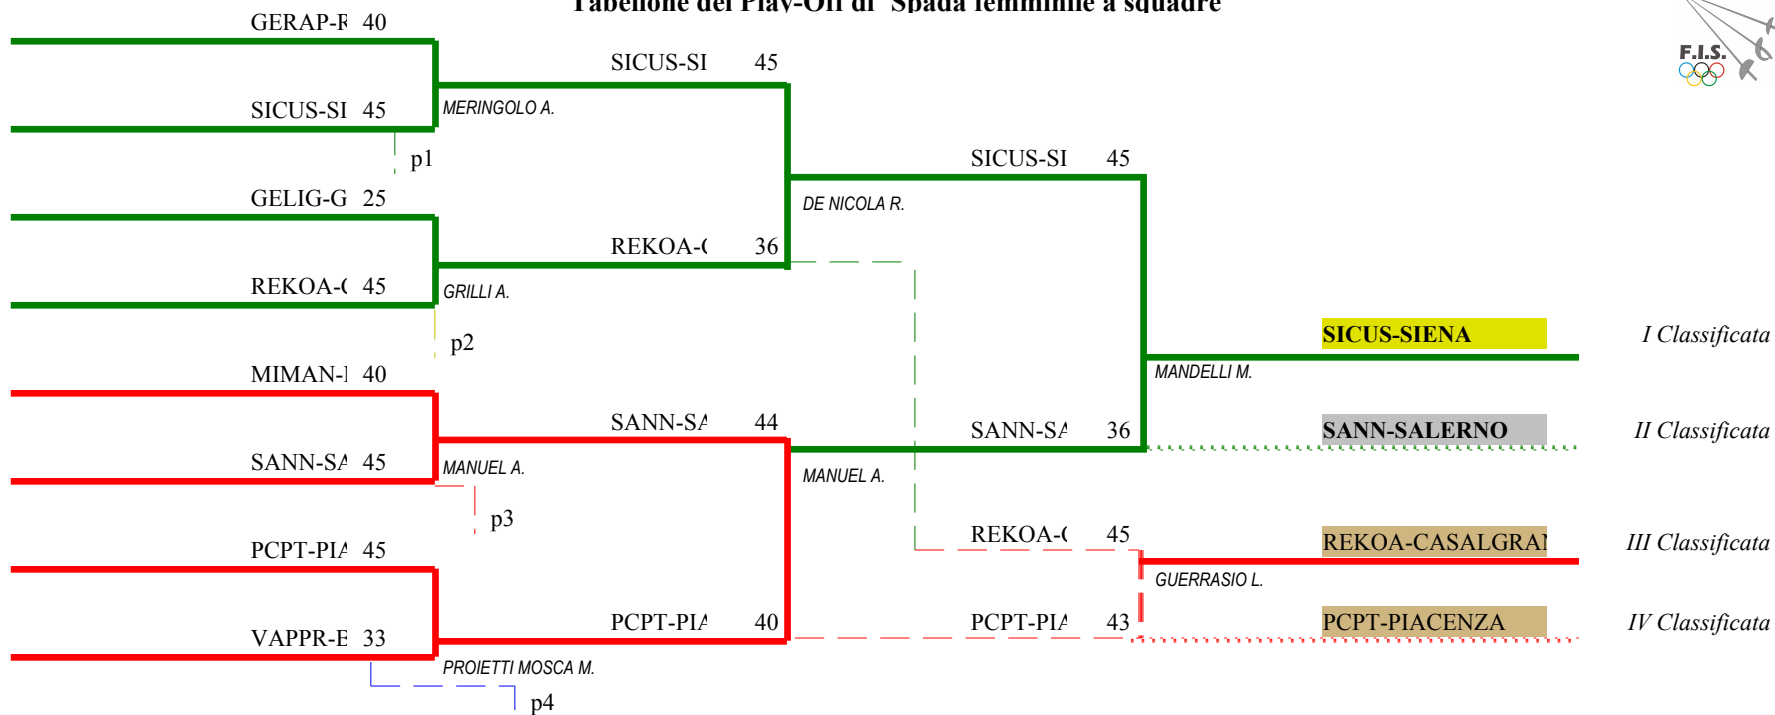 Tabellone dei Play-Off di Spada femminile a squadre
F.I.S.
GERAP-R 40
SICUS-SI 45
MERINGOLO A.
p1
GELIG-G 25
REKOA-C 45
GRILLI A.
p2
MIMAN- 40
SANN-SA 45
MANUEL A.
p3
PCPT-PIA 45
VAPPR-E 33
PROIETTI MOSCA M.
p4
SICUS-SI 45
REKOA-C 36
DE NICOLA R.
SANN-SA 44
PCPT-PIA 40
MANUEL A.
SICUS-SI 45
SANN-SA 36
MANDELLI M.
REKOA-C 45
PCPT-PIA 43
GUERRASIO L.
SICUS-SIENA I Classificata
SANN-SALERNO II Classificata
REKOA-CASALGRAN III Classificata
PCPT-PIACENZA IV Classificata